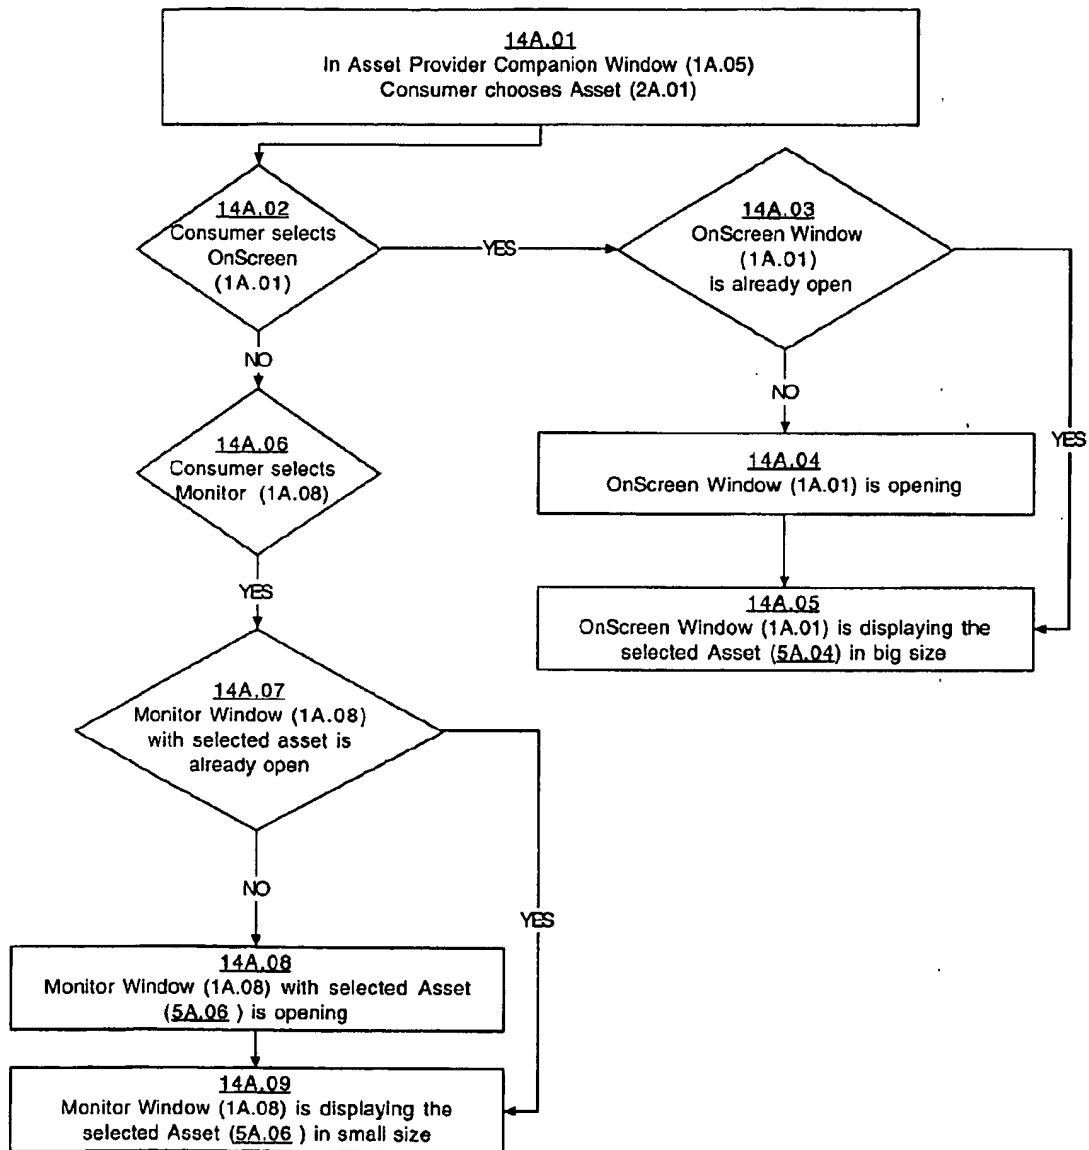 14A.01
In Asset Provider Companion Window (1A.05)
Consumer chooses Asset (2A.01)
14A.02
Consumer selects
OnScreen
(1A.01)
YES
14A.03
OnScreen Window
(1A.01)
is already open
NO
NO
YES
14A.06
Consumer selects
Monitor (1A.08)
14A.04
OnScreen Window (1A.01) is opening
YES
14A.05
OnScreen Window (1A.01) is displaying the
selected Asset (5A.04) in big size
14A.07
Monitor Window (1A.08)
with selected asset is
already open
NO
YES
14A.08
Monitor Window (1A.08) with selected Asset
(5A.06 ) is opening
14A.09
Monitor Window (1A.08) is displaying the
selected Asset (5A.06 ) in small size